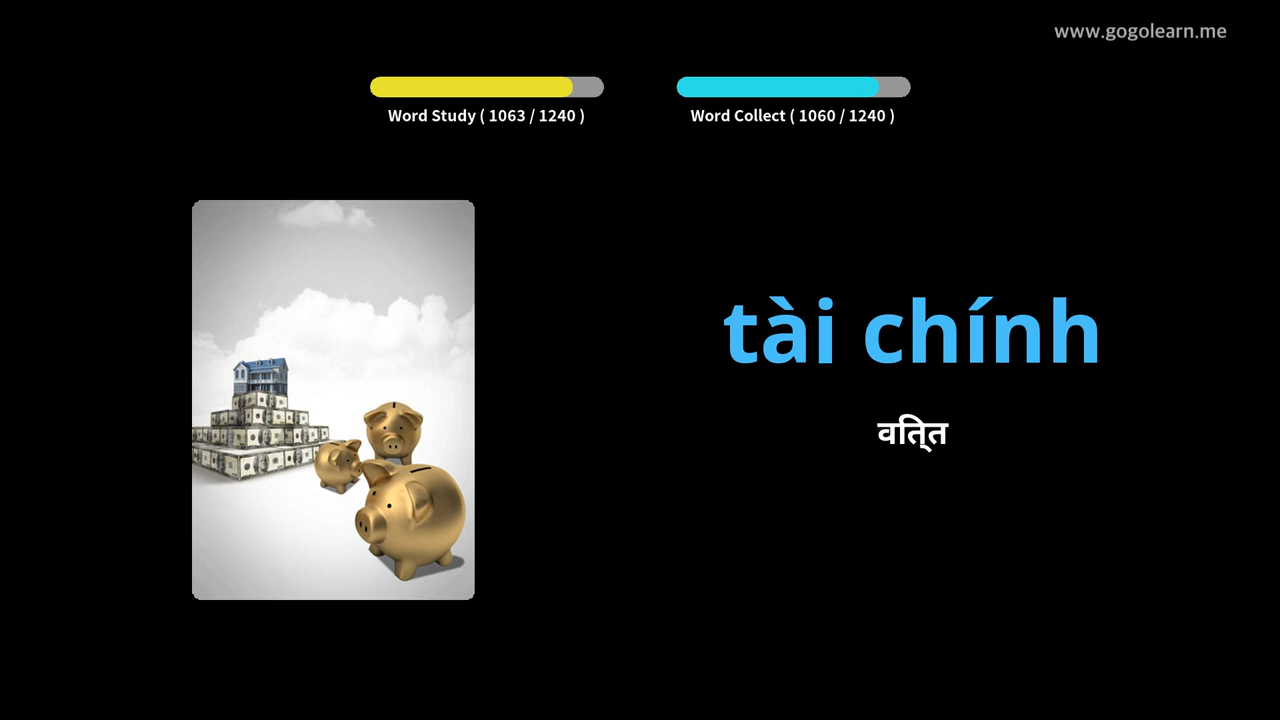 www.gogolearn.me
Word Study ( 1063 / 1240 )
Word Collect ( 1060 / 1240 )
tài chính
वित्त